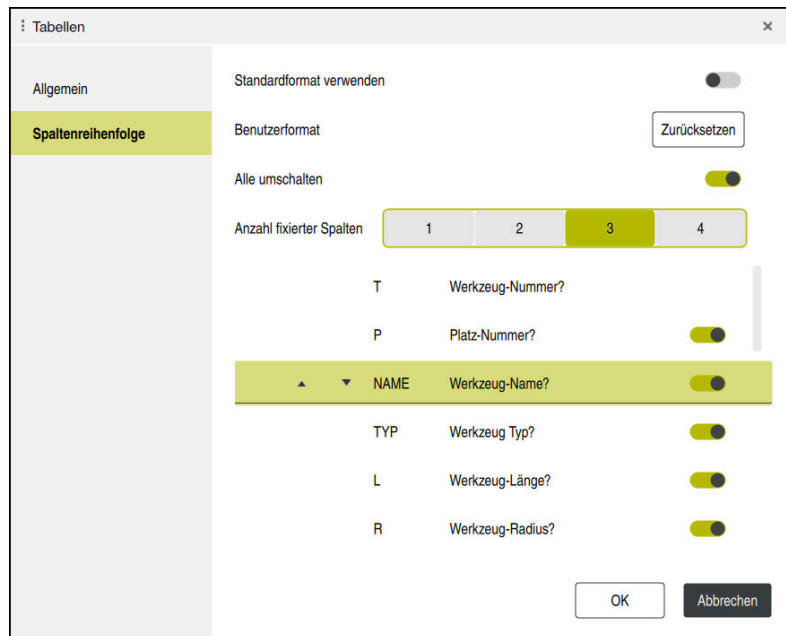 Tabellen
Allgemein
Spaltenreihenfolge
Standardformat verwenden
Benutzerformat Zurücksetzen
Alle umschalten
Anzahl fixierter Spalten 1 2 3 4
T Werkzeug-Nummer?
P Platz-Nummer?
NAME Werkzeug-Name?
TYP Werkzeug Typ?
L Werkzeug-Länge?
R Werkzeug-Radius?
OK Abbrechen